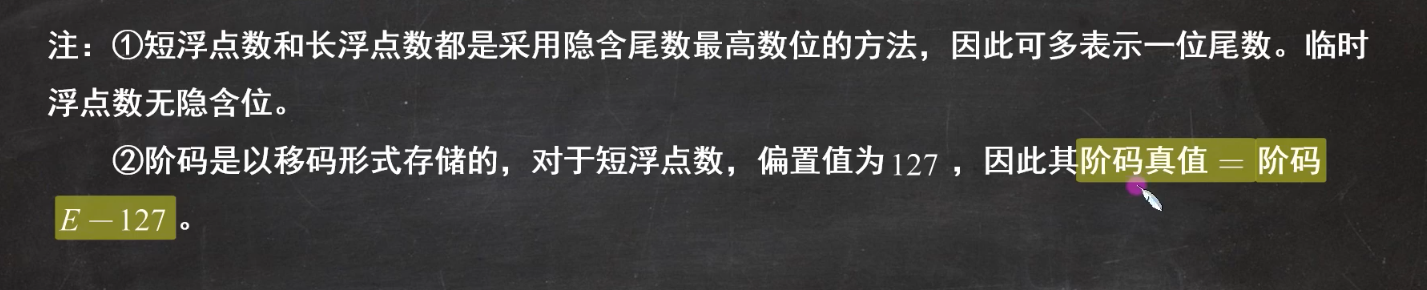 注：①短浮点数和长浮点数都是采用隐含尾数最高数位的方法，因此可多表示一位尾数。临时
浮点数无隐含位。
②阶码是以移码形式存储的，对于短浮点数，偏置值为127，因此其阶码真值 = 阶码
E－127。